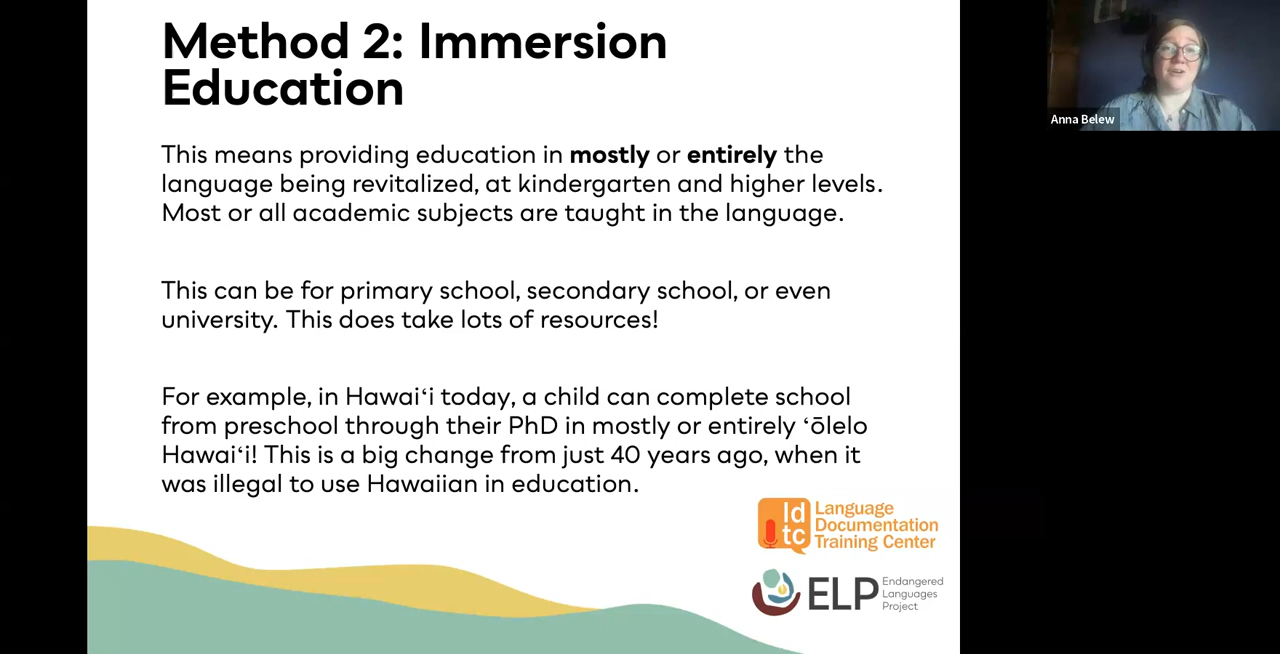 Method 2: Immersion
Education
This means providing education in mostly or entirely the
language being revitalized, at kindergarten and higher levels.
Most or all academic subjects are taught in the language.
This can be for primary school, secondary school, or even
university. This does take lots of resources!
For example, in Hawaiʻi today, a child can complete school
from preschool through their PhD in mostly or entirely ʻōlelo
Hawaiʻi! This is a big change from just 40 years ago, when it
was illegal to use Hawaiian in education.
ld
tc
Language
Documentation
Training Center
ELP
Endangered
Languages
Project
Anna Belew